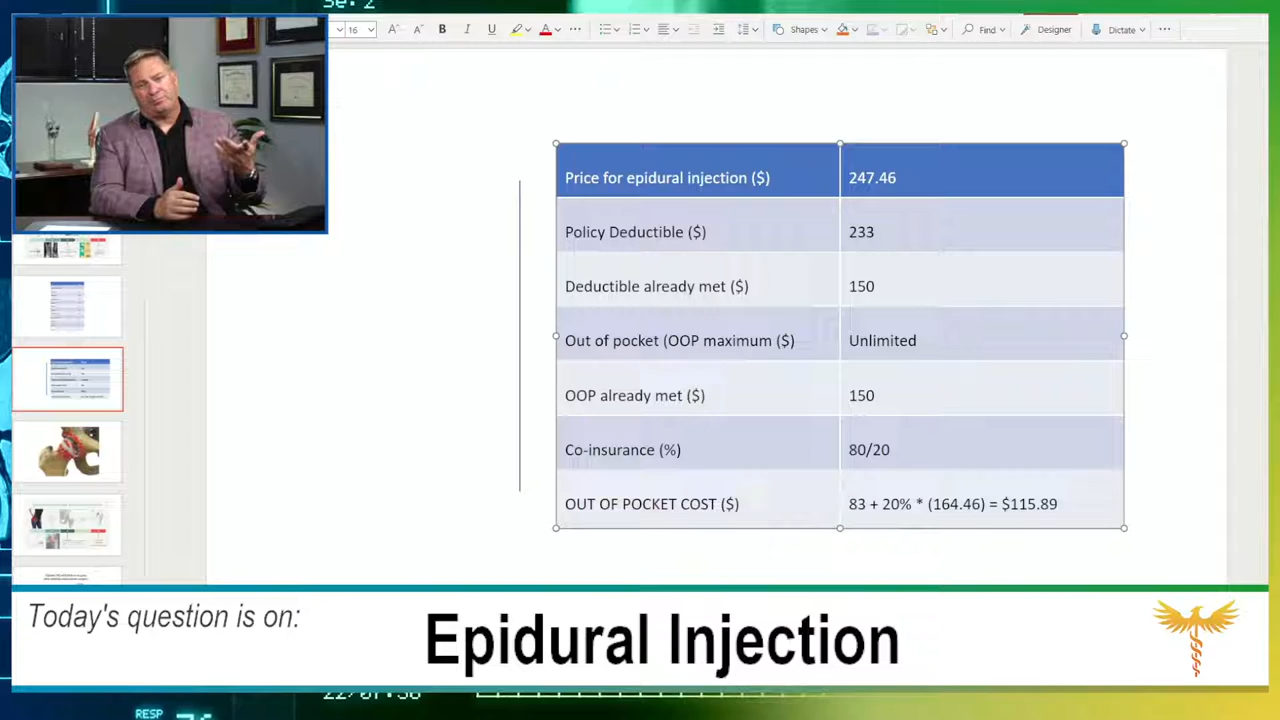 16
B
I
U
A
Shapes
Find
Designer
Dictate
Price for epidural injection ($) 247.46
Policy Deductible ($) 233
Deductible already met ($) 150
Out of pocket (OOP maximum ($) Unlimited
OOP already met ($) 150
Co-insurance (%) 80/20
OUT OF POCKET COST ($) 83 + 20% * (164.46) = $115.89
Today's question is on:
Epidural Injection
RESP